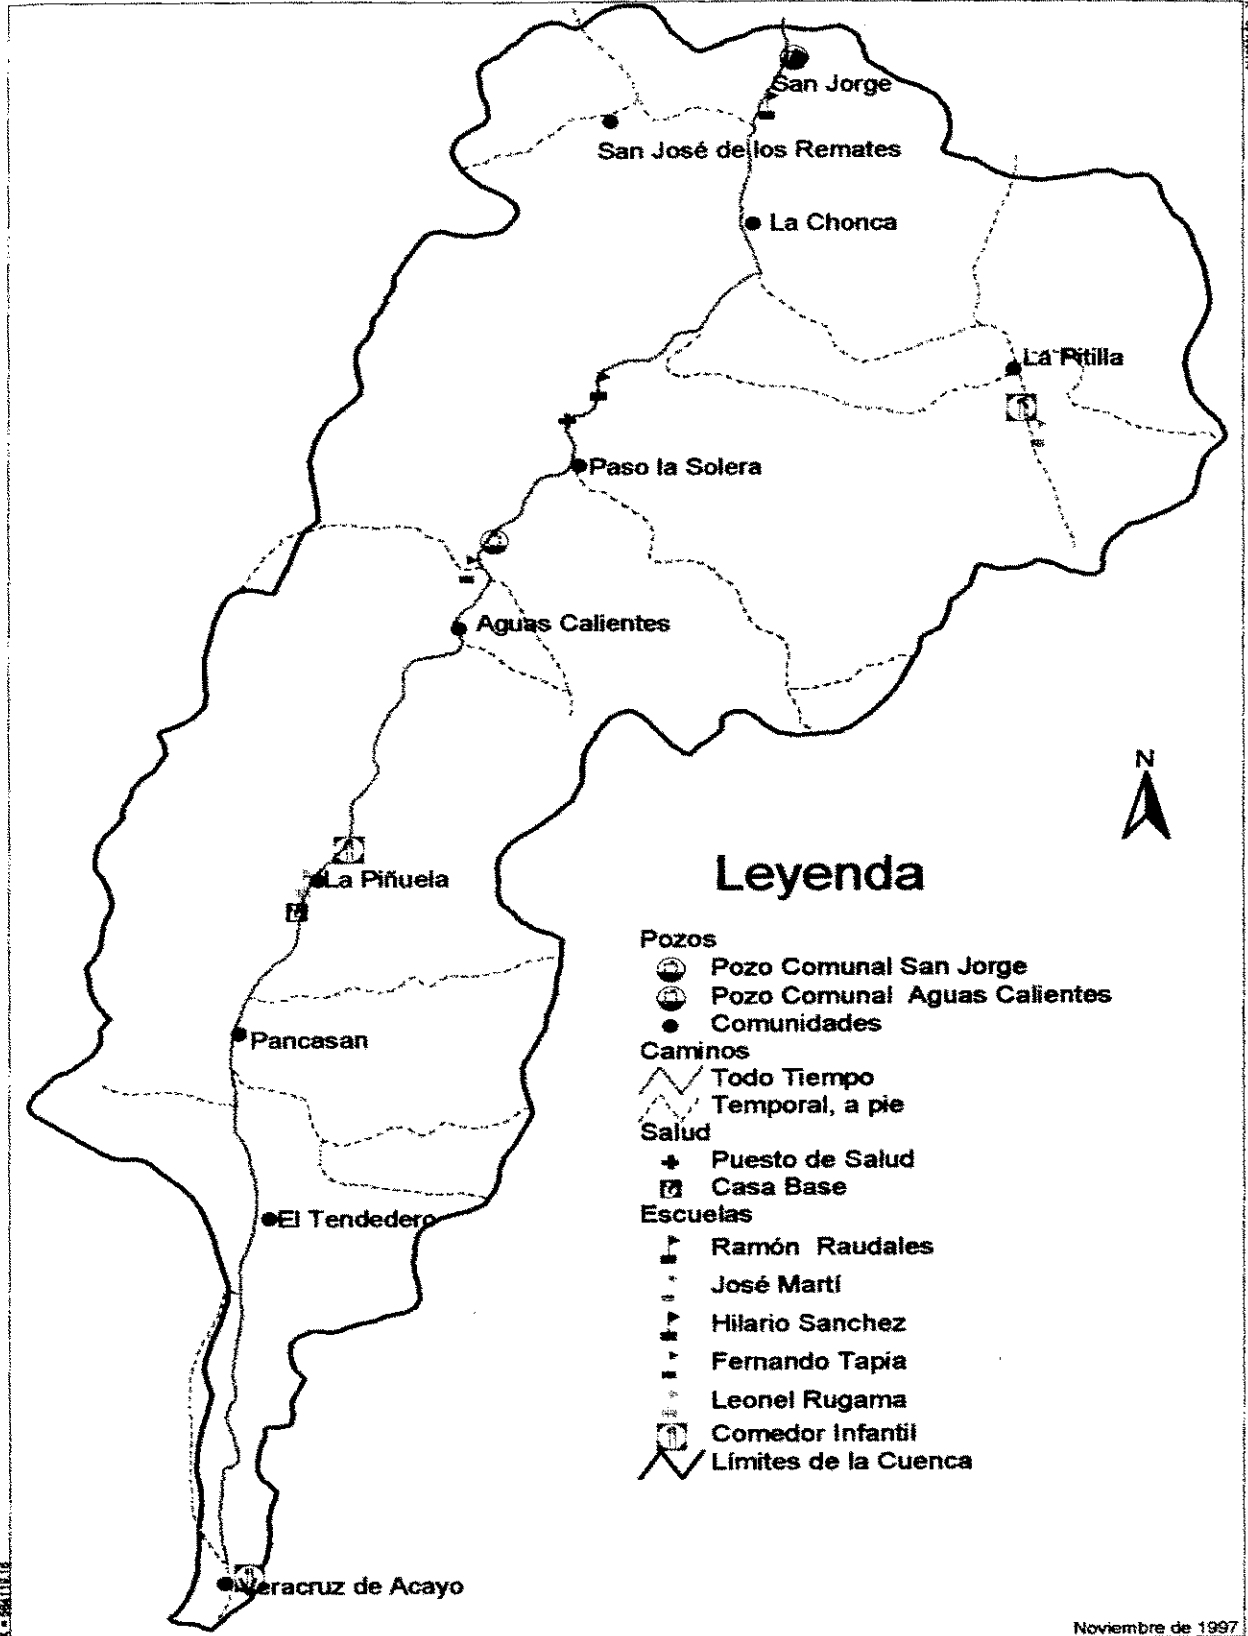 San Jorge
San José de los Remates
La Chonca
La Pitilla
Paso la Solera
Aguas Calientes
N
Leyenda
La Piñuela
Pozos
Pozo Comunal San Jorge
Pozo Comunal Aguas Calientes
Comunidades
Pancasan
Caminos
Todo Tiempo
Temporal, a pie
Salud
Puesto de Salud
Casa Base
Escuelas
El Tendedero
Ramón Raudales
José Martí
Hilario Sanchez
Fernando Tapia
Leonel Rugama
Comedor Infantil
Límites de la Cuenca
Veracruz de Acayo
Noviembre de 1997